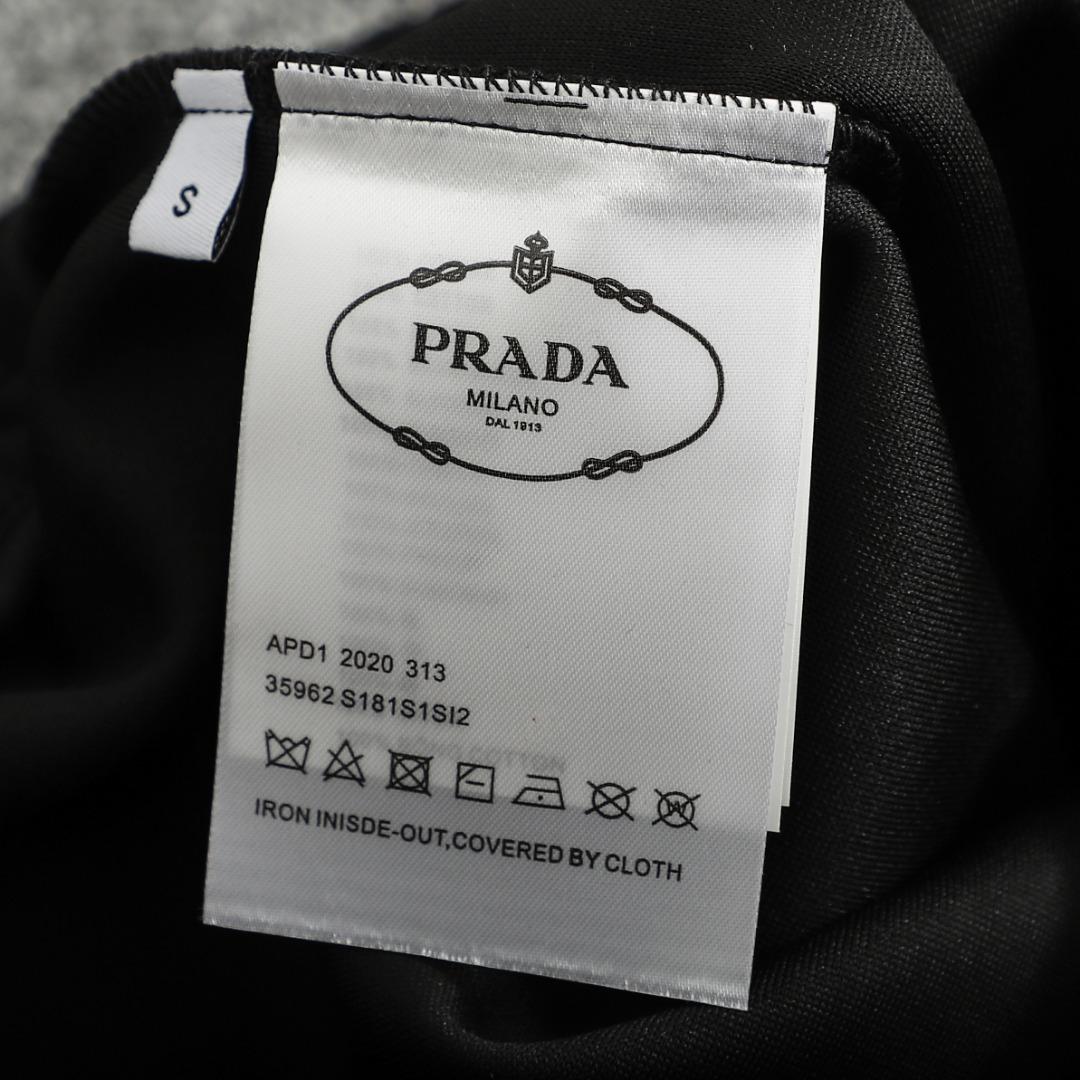 S
PRADA
MILANO
DAL 1913
APD1 2020 313
35962 S181S1SI2
W
IRON INISDE-OUT,COVERED BY CLOTH